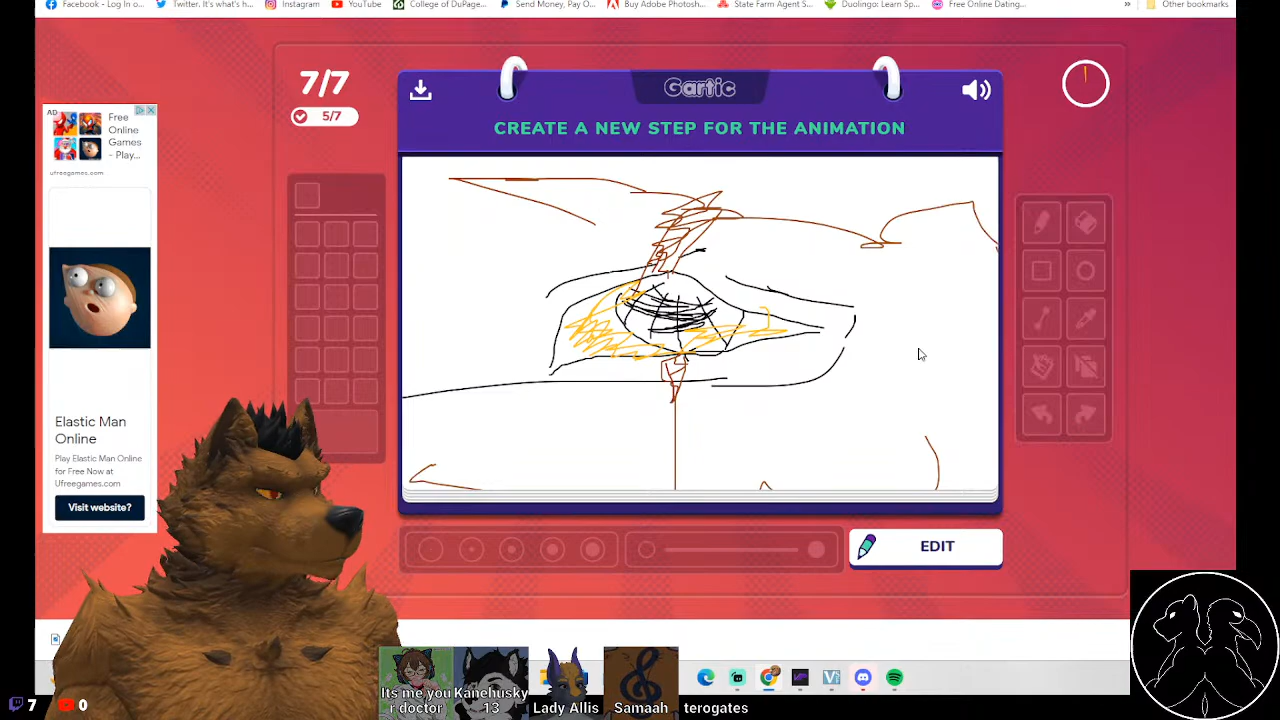 Facebook - Log In o...
Twitter. It's what's h...
Instagram
YouTube
College of DuPage...
Send Money, Pay O...
Adobe Photosh...
State Farm Agent S...
Duolingo: Learn Sp...
Free Online Dating...
»
Other bookmarks
7/7
5/7
Gartic
CREATE A NEW STEP FOR THE ANIMATION
AD
Free
Online
Games
- Play...
ufreegames.com
Elastic Man
Online
Play Elastic Man Online
for Free Now at
Ufreegames.com
Visit website?
EDIT
Its me you
r doctor
Kanehusky
13
Lady Allis
Samaah
terogates
7
0